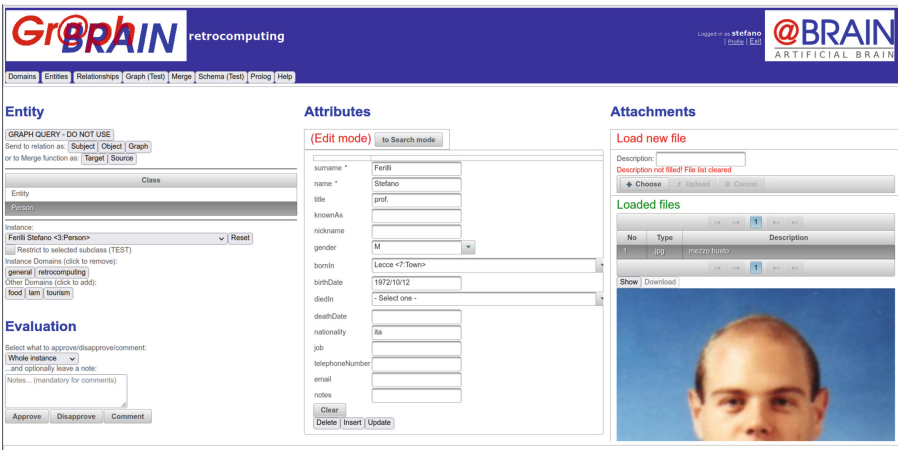 Gr@ph
BRAIN
retrocomputing
Logged in as stefano
| Profile | Exit
@BRAIN
ARTIFICIAL BRAIN
Domains Entities Relationships Graph (Test) Merge Schema (Test) Prolog Help
Entity
GRAPH QUERY - DO NOT USE
Send to relation as: Subject Object Graph
or to Merge function as: Target Source
Class
Entity
Person
Instance:
Ferilli Stefano <3:Person> Reset
Restrict to selected subclass (TEST)
Instance Domains (click to remove):
general retrocomputing
Other Domains (click to add):
food lam tourism
Evaluation
Select what to approve/disapprove/comment:
Whole instance
...and optionally leave a note:
Notes... (mandatory for comments)
Approve Disapprove Comment
Attributes
(Edit mode) to Search mode
surname * Ferilli
name * Stefano
title prof.
knownAs
nickname
gender M
bornIn Lecce <7:Town>
birthDate 1972/10/12
diedIn - Select one -
deathDate
nationality ita
job
telephoneNumber
email
notes
Clear
Delete Insert Update
Attachments
Load new file
Description:
Description not filled! File list cleared
Choose Upload Cancel
Loaded files
1
No Type Description
1 jpg mezzo busto
1
Show Download